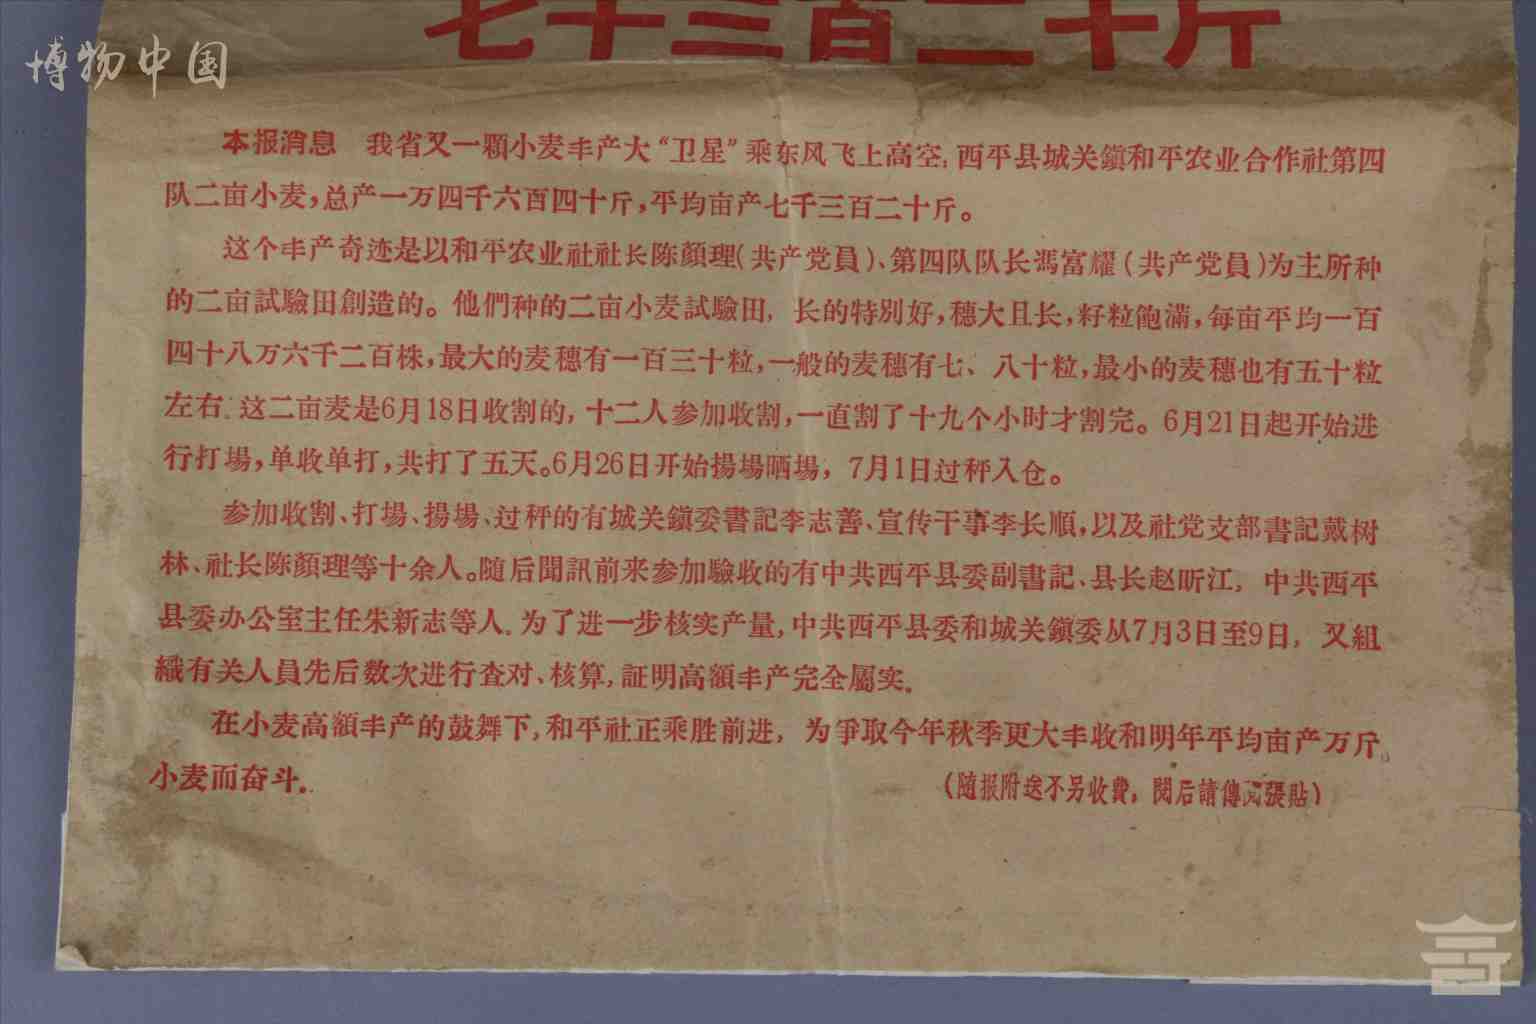 博物中国
七千三百二十斤
本报消息 我省又一顆小麦丰产大“卫星”乘东风飞上高空：西平县城关鎮和平农业合作社第四
队二亩小麦，总产一万四千六百四十斤，平均亩产七千三百二十斤。
这个丰产奇迹是以和平农业社社长陈顏理（共产党員）、第四队队长馮富耀（共产党員）为主所种
的二亩試驗田創造的。他們种的二亩小麦試驗田，长的特別好，穗大且长，籽粒飽滿，每亩平均一百
四十八万六千二百株，最大的麦穗有一百三十粒，一般的麦穗有七、八十粒，最小的麦穗也有五十粒
左右。这二亩麦是6月18日收割的，十二人参加收割，一直割了十九个小时才割完。6月21日起开始进
行打場，单收单打，共打了五天。6月26日开始揚場晒場，7月1日过秤入仓。
参加收割、打場、揚場、过秤的有城关鎮委書記李志善、宣传干事李长順，以及社党支部書記戴树
林、社长陈顏理等十余人。随后聞訊前来参加驗收的有中共西平县委副書記、县长赵昕江，中共西平
县委办公室主任朱新志等人。为了进一步核实产量，中共西平县委和城关鎮委从7月3日至9日，又組
織有关人員先后数次进行查对、核算，証明高額丰产完全屬实。
在小麦高額丰产的鼓舞下，和平社正乘胜前进，为爭取今年秋季更大丰收和明年平均亩产万斤
小麦而奋斗。
（随报附送不另收費，閱后請傳閱張貼）